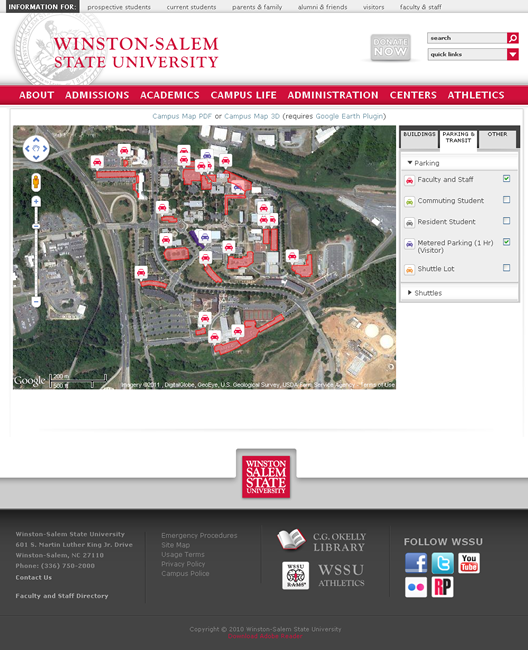 INFORMATION FOR: prospective students current students parents & family alumni & friends visitors faculty & staff
WINSTON-SALEM
STATE UNIVERSITY
DONATE
NOW
search
quick links
ABOUT ADMISSIONS ACADEMICS CAMPUS LIFE ADMINISTRATION CENTERS ATHLETICS
Campus Map PDF or Campus Map 3D (requires Google Earth Plugin)
BUILDINGS
PARKING &
TRANSIT
OTHER
Parking
Faculty and Staff
Commuting Student
Resident Student
Metered Parking (1 Hr)
(Visitor)
Shuttle Lot
Shuttles
Google
200 m
500 ft
Imagery ©2011 , DigitalGlobe, GeoEye, U.S. Geological Survey, USDA Farm Service Agency - Terms of Use
WINSTON
SALEM
STATE
UNIVERSITY
Winston-Salem State University
601 S. Martin Luther King Jr. Drive
Winston-Salem, NC 27110
Phone: (336) 750-2000
Contact Us
Faculty and Staff Directory
Emergency Procedures
Site Map
Usage Terms
Privacy Policy
Campus Police
C.G. OKELLY
LIBRARY
WSSU
RAMS
WSSU
ATHLETICS
FOLLOW WSSU
f
t
You
Tube
RP
Copyright © 2010 Winston-Salem State University